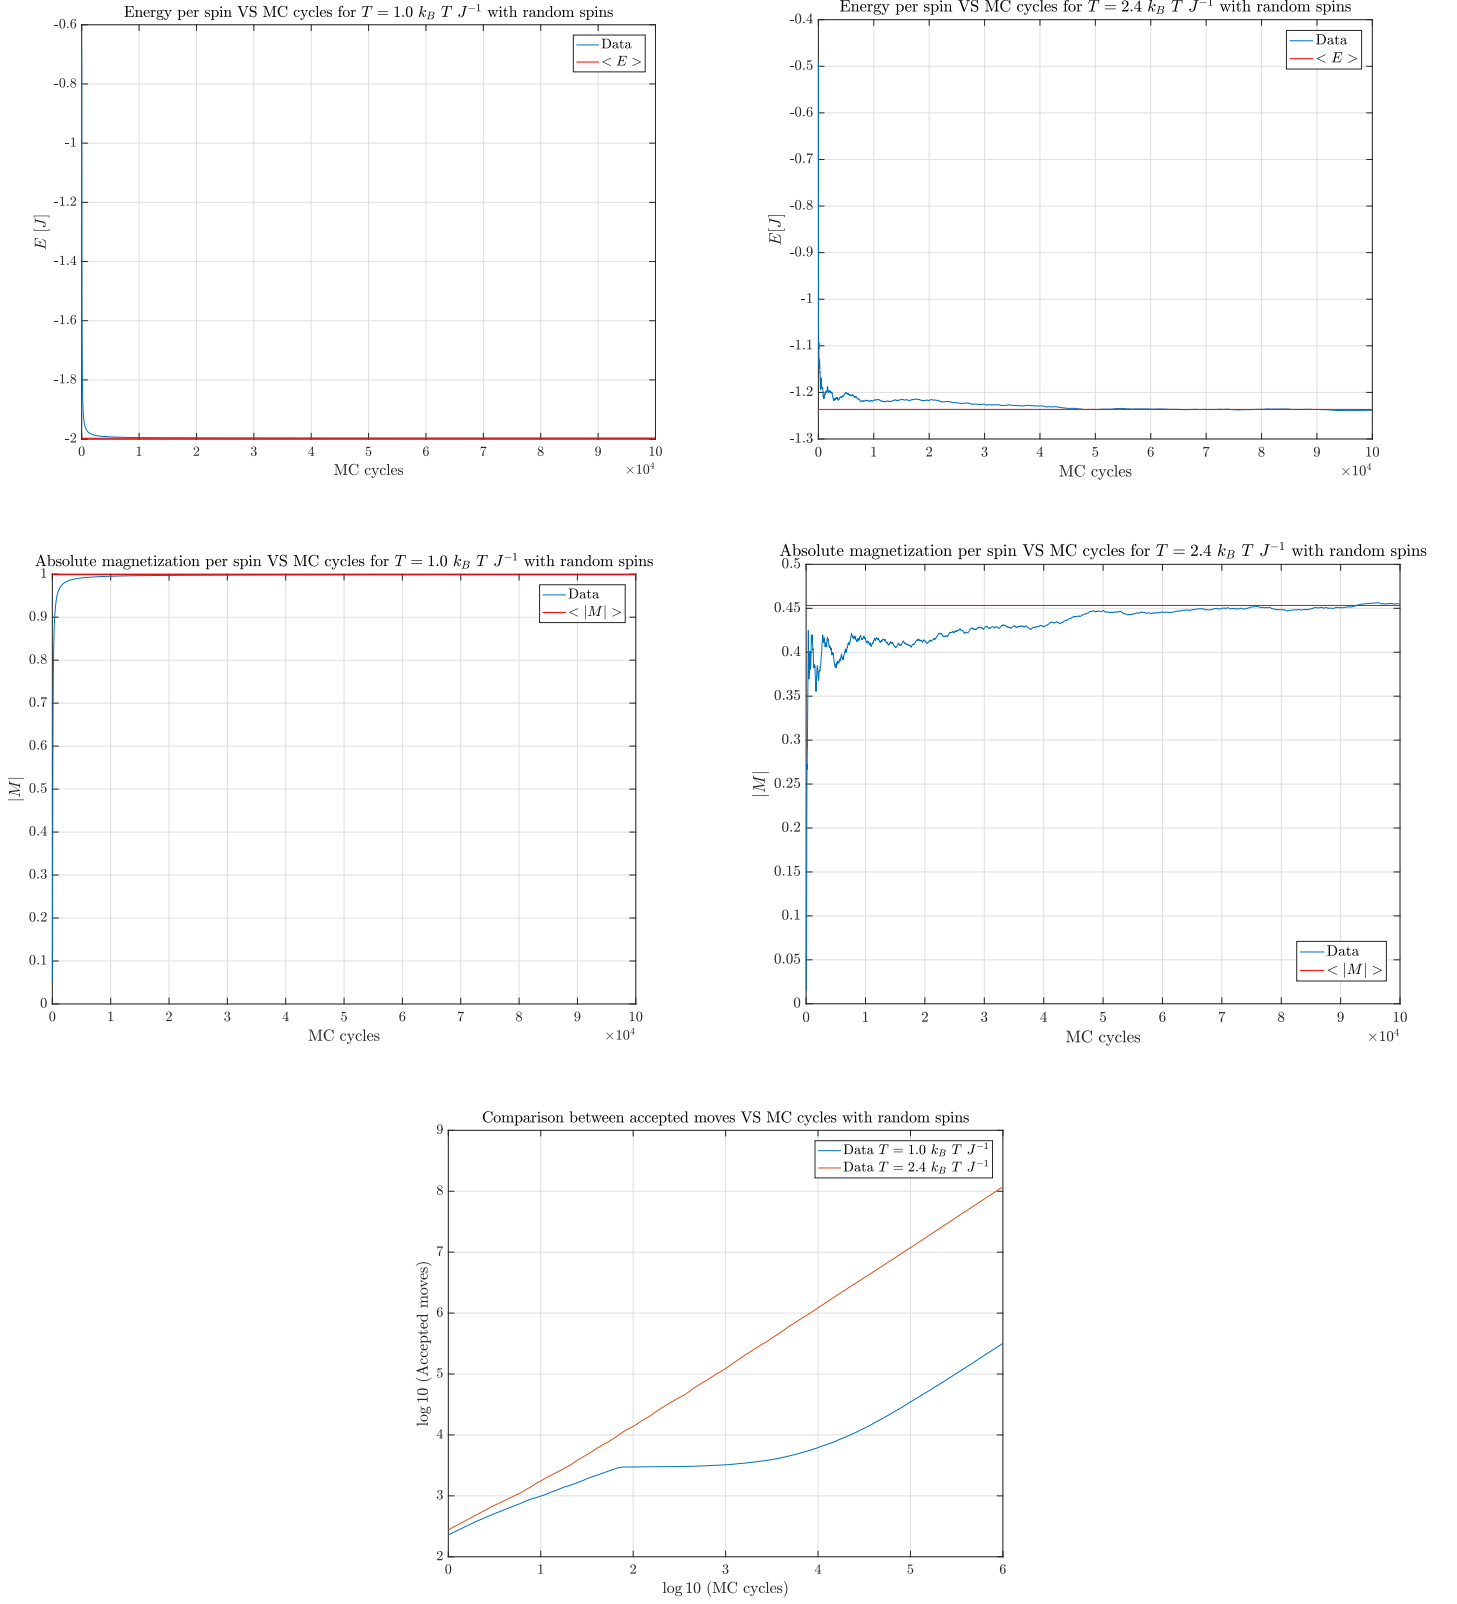 Energy per spin VS MC cycles for T = 1.0 k_B T J⁻¹ with random spins
-0.6
-0.8
-1
-1.2
-1.4
-1.6
-1.8
-2
E [J]
Data
< E >
0 1 2 3 4 5 6 7 8 9 10
×10⁴
MC cycles
Energy per spin VS MC cycles for T = 2.4 k_B T J⁻¹ with random spins
-0.4
-0.5
-0.6
-0.7
-0.8
-0.9
-1
-1.1
-1.2
-1.3
E[J]
Data
< E >
0 1 2 3 4 5 6 7 8 9 10
×10⁴
MC cycles
Absolute magnetization per spin VS MC cycles for T = 1.0 k_B T J⁻¹ with random spins
1
0.9
0.8
0.7
0.6
0.5
0.4
0.3
0.2
0.1
0
|M|
Data
< |M| >
0 1 2 3 4 5 6 7 8 9 10
×10⁴
MC cycles
Absolute magnetization per spin VS MC cycles for T = 2.4 k_B T J⁻¹ with random spins
0.5
0.45
0.4
0.35
0.3
0.25
0.2
0.15
0.1
0.05
0
|M|
Data
< |M| >
0 1 2 3 4 5 6 7 8 9 10
×10⁴
MC cycles
Comparison between accepted moves VS MC cycles with random spins
9
8
7
6
5
4
3
2
log 10 (Accepted moves)
Data T = 1.0 k_B T J⁻¹
Data T = 2.4 k_B T J⁻¹
0 1 2 3 4 5 6
log 10 (MC cycles)